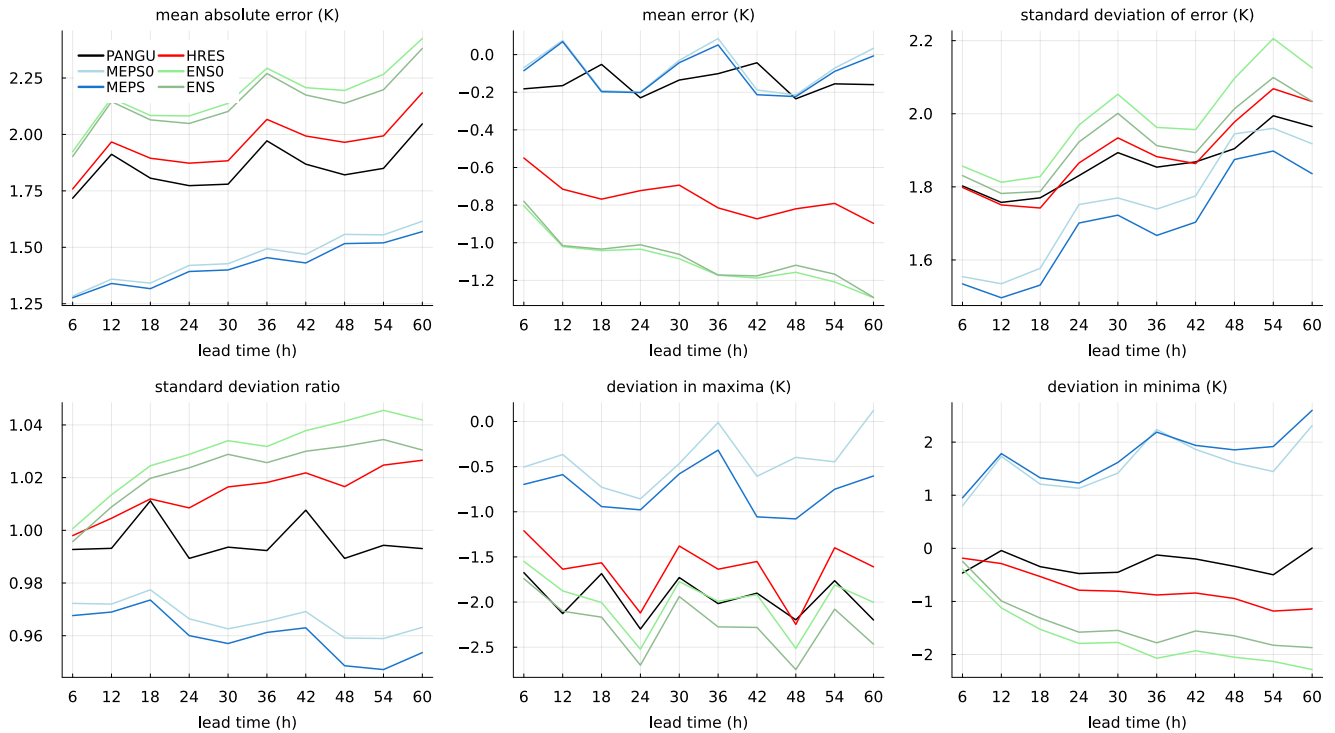 mean absolute error (K)
PANGU HRES
MEPS0 ENS0
MEPS ENS
2.25
2.00
1.75
1.50
1.25
6 12 18 24 30 36 42 48 54 60
lead time (h)
mean error (K)
0.0
−0.2
−0.4
−0.6
−0.8
−1.0
−1.2
6 12 18 24 30 36 42 48 54 60
lead time (h)
standard deviation of error (K)
2.2
2.0
1.8
1.6
6 12 18 24 30 36 42 48 54 60
lead time (h)
standard deviation ratio
1.04
1.02
1.00
0.98
0.96
6 12 18 24 30 36 42 48 54 60
lead time (h)
deviation in maxima (K)
0.0
−0.5
−1.0
−1.5
−2.0
−2.5
6 12 18 24 30 36 42 48 54 60
lead time (h)
deviation in minima (K)
2
1
0
−1
−2
6 12 18 24 30 36 42 48 54 60
lead time (h)